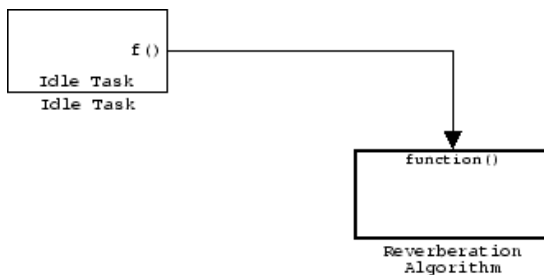 f()
Idle Task
Idle Task
function()
Reverberation
Algorithm